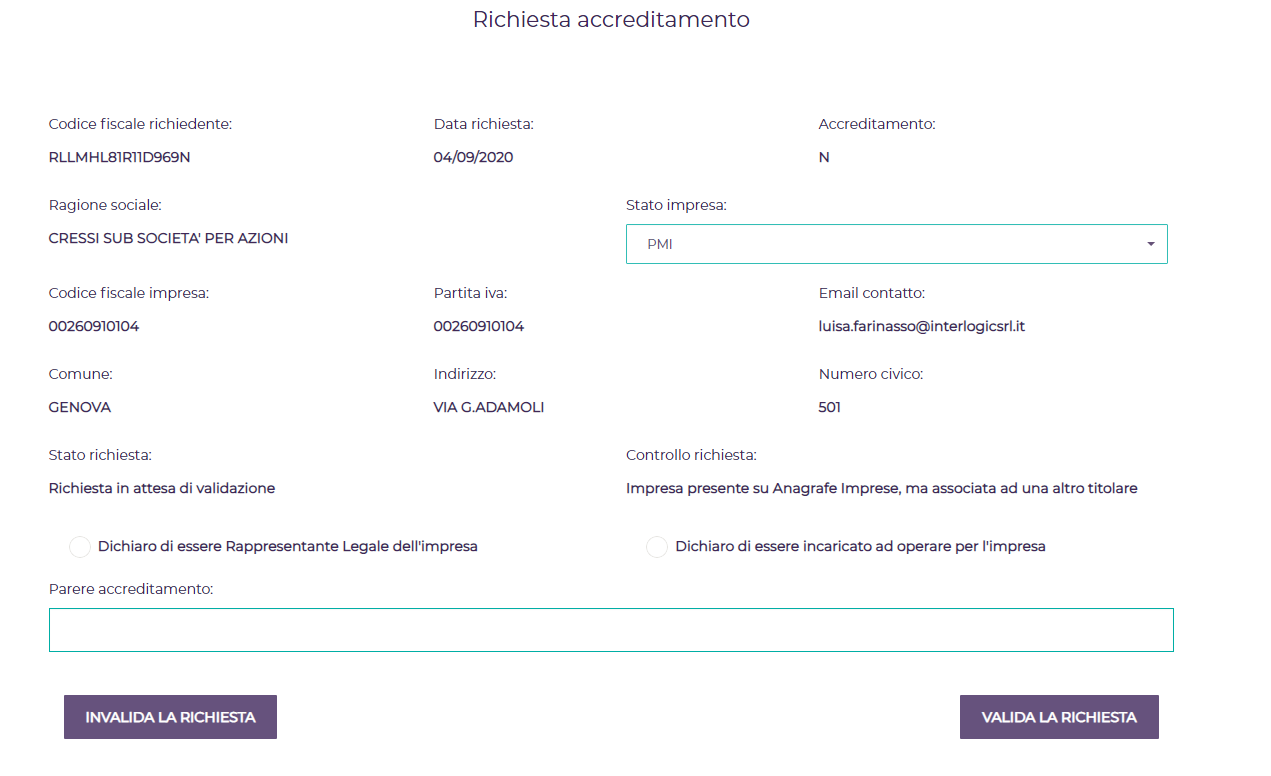 Richiesta accreditamento
Codice fiscale richiedente:
Data richiesta:
Accreditamento:
RLLMHL81R11D969N
04/09/2020
N
Ragione sociale:
Stato impresa:
CRESSI SUB SOCIETA' PER AZIONI
PMI
Codice fiscale impresa:
Partita iva:
Email contatto:
00260910104
00260910104
luisa.farinasso@interlogicsrl.it
Comune:
Indirizzo:
Numero civico:
GENOVA
VIA G.ADAMOLI
501
Stato richiesta:
Controllo richiesta:
Richiesta in attesa di validazione
Impresa presente su Anagrafe Imprese, ma associata ad una altro titolare
Dichiaro di essere Rappresentante Legale dell'impresa
Dichiaro di essere incaricato ad operare per l'impresa
Parere accreditamento:
INVALIDA LA RICHIESTA
VALIDA LA RICHIESTA